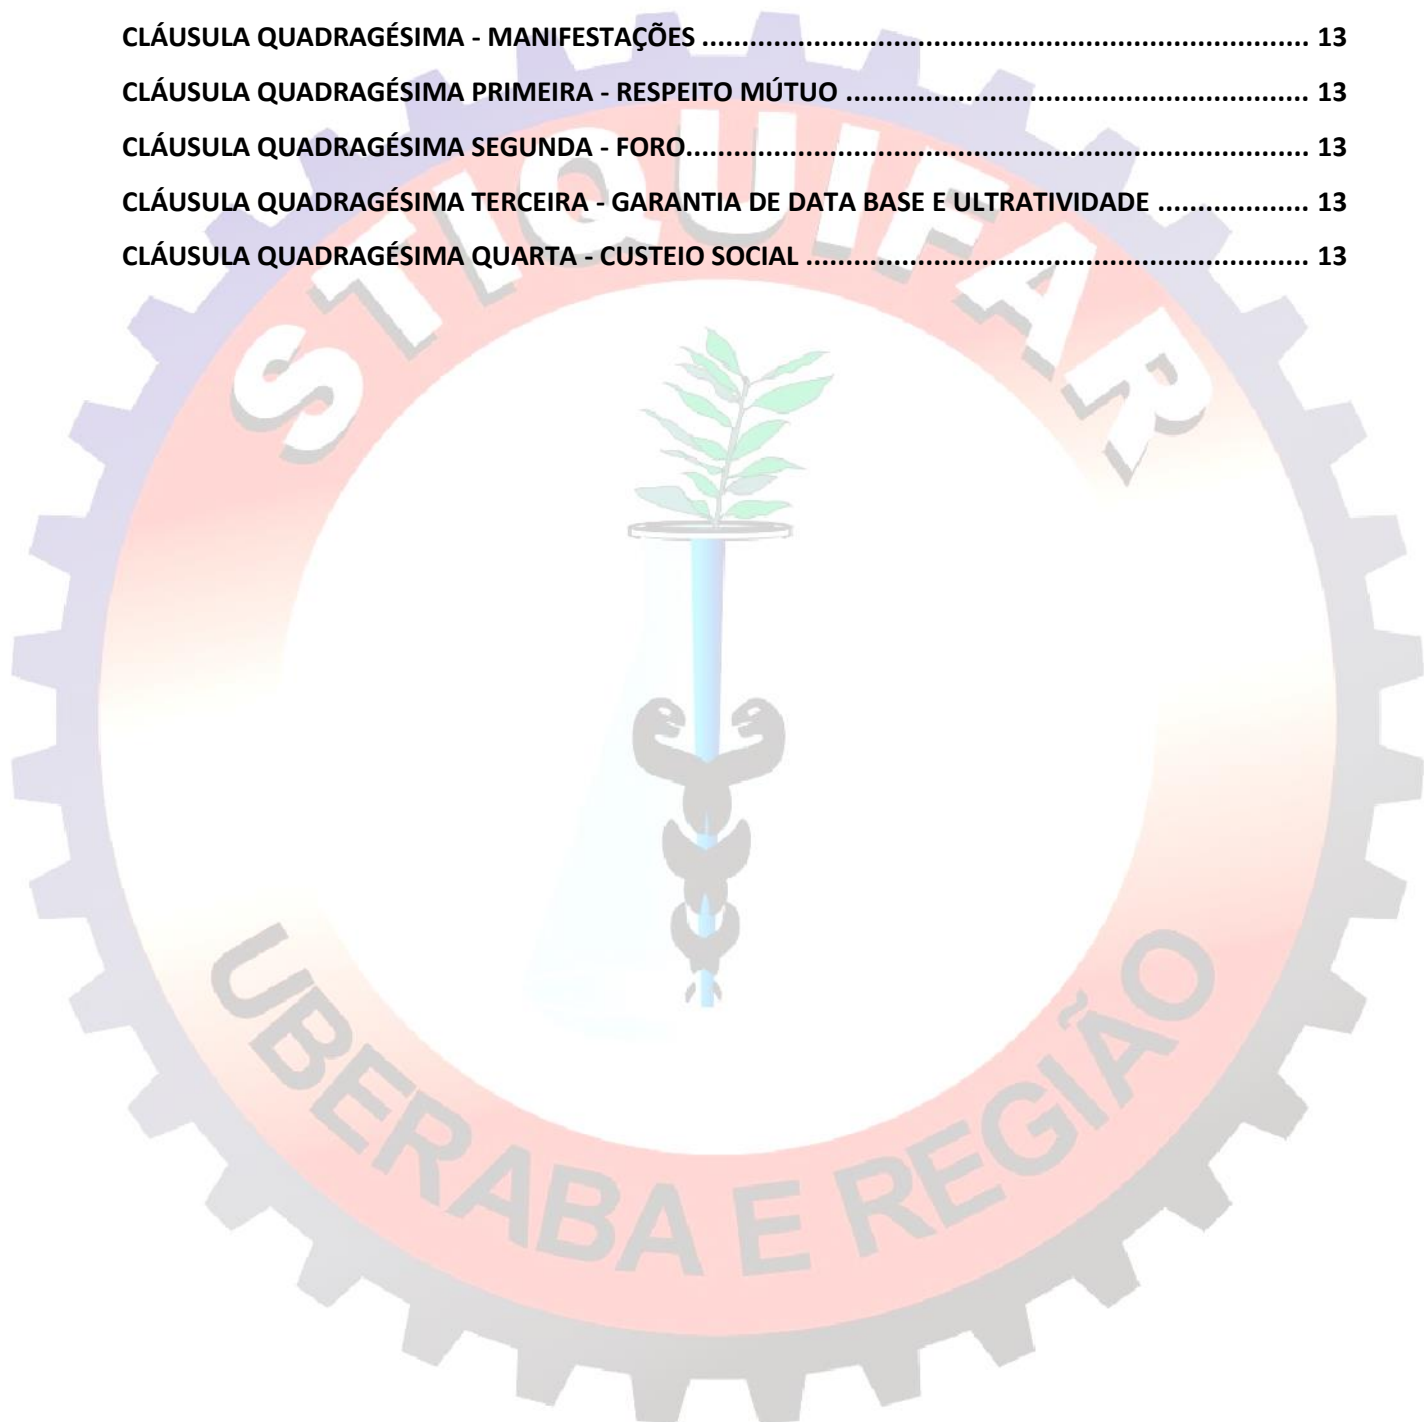 CLÁUSULA QUADRAGÉSIMA - MANIFESTAÇÕES ............................................................................. 13
CLÁUSULA QUADRAGÉSIMA PRIMEIRA - RESPEITO MÚTUO ........................................................... 13
CLÁUSULA QUADRAGÉSIMA SEGUNDA - FORO............................................................................... 13
CLÁUSULA QUADRAGÉSIMA TERCEIRA - GARANTIA DE DATA BASE E ULTRATIVIDADE ................... 13
CLÁUSULA QUADRAGÉSIMA QUARTA - CUSTEIO SOCIAL ................................................................ 13
STIQUIFAR
UBERABA E REGIÃO